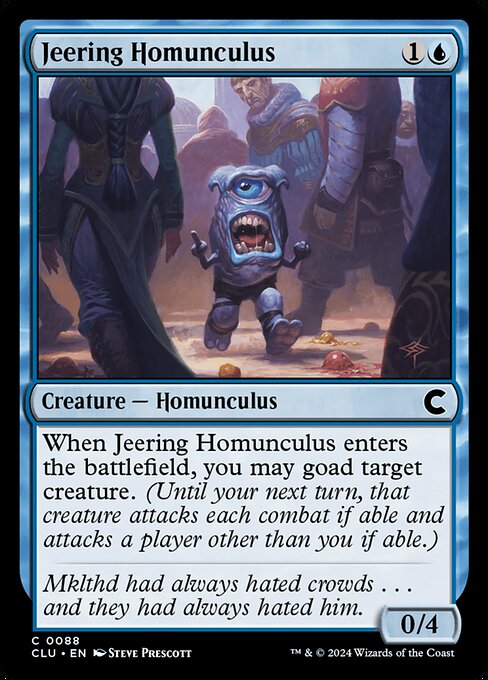 Jeering Homunculus 1
Creature — Homunculus
When Jeering Homunculus enters
the battlefield, you may goad target
creature. (Until your next turn, that
creature attacks each combat if able and
attacks a player other than you if able.)
Mklthd had always hated crowds . . .
and they had always hated him.
0/4
C 0088
CLU • EN Steve Prescott
™ & © 2024 Wizards of the Coast